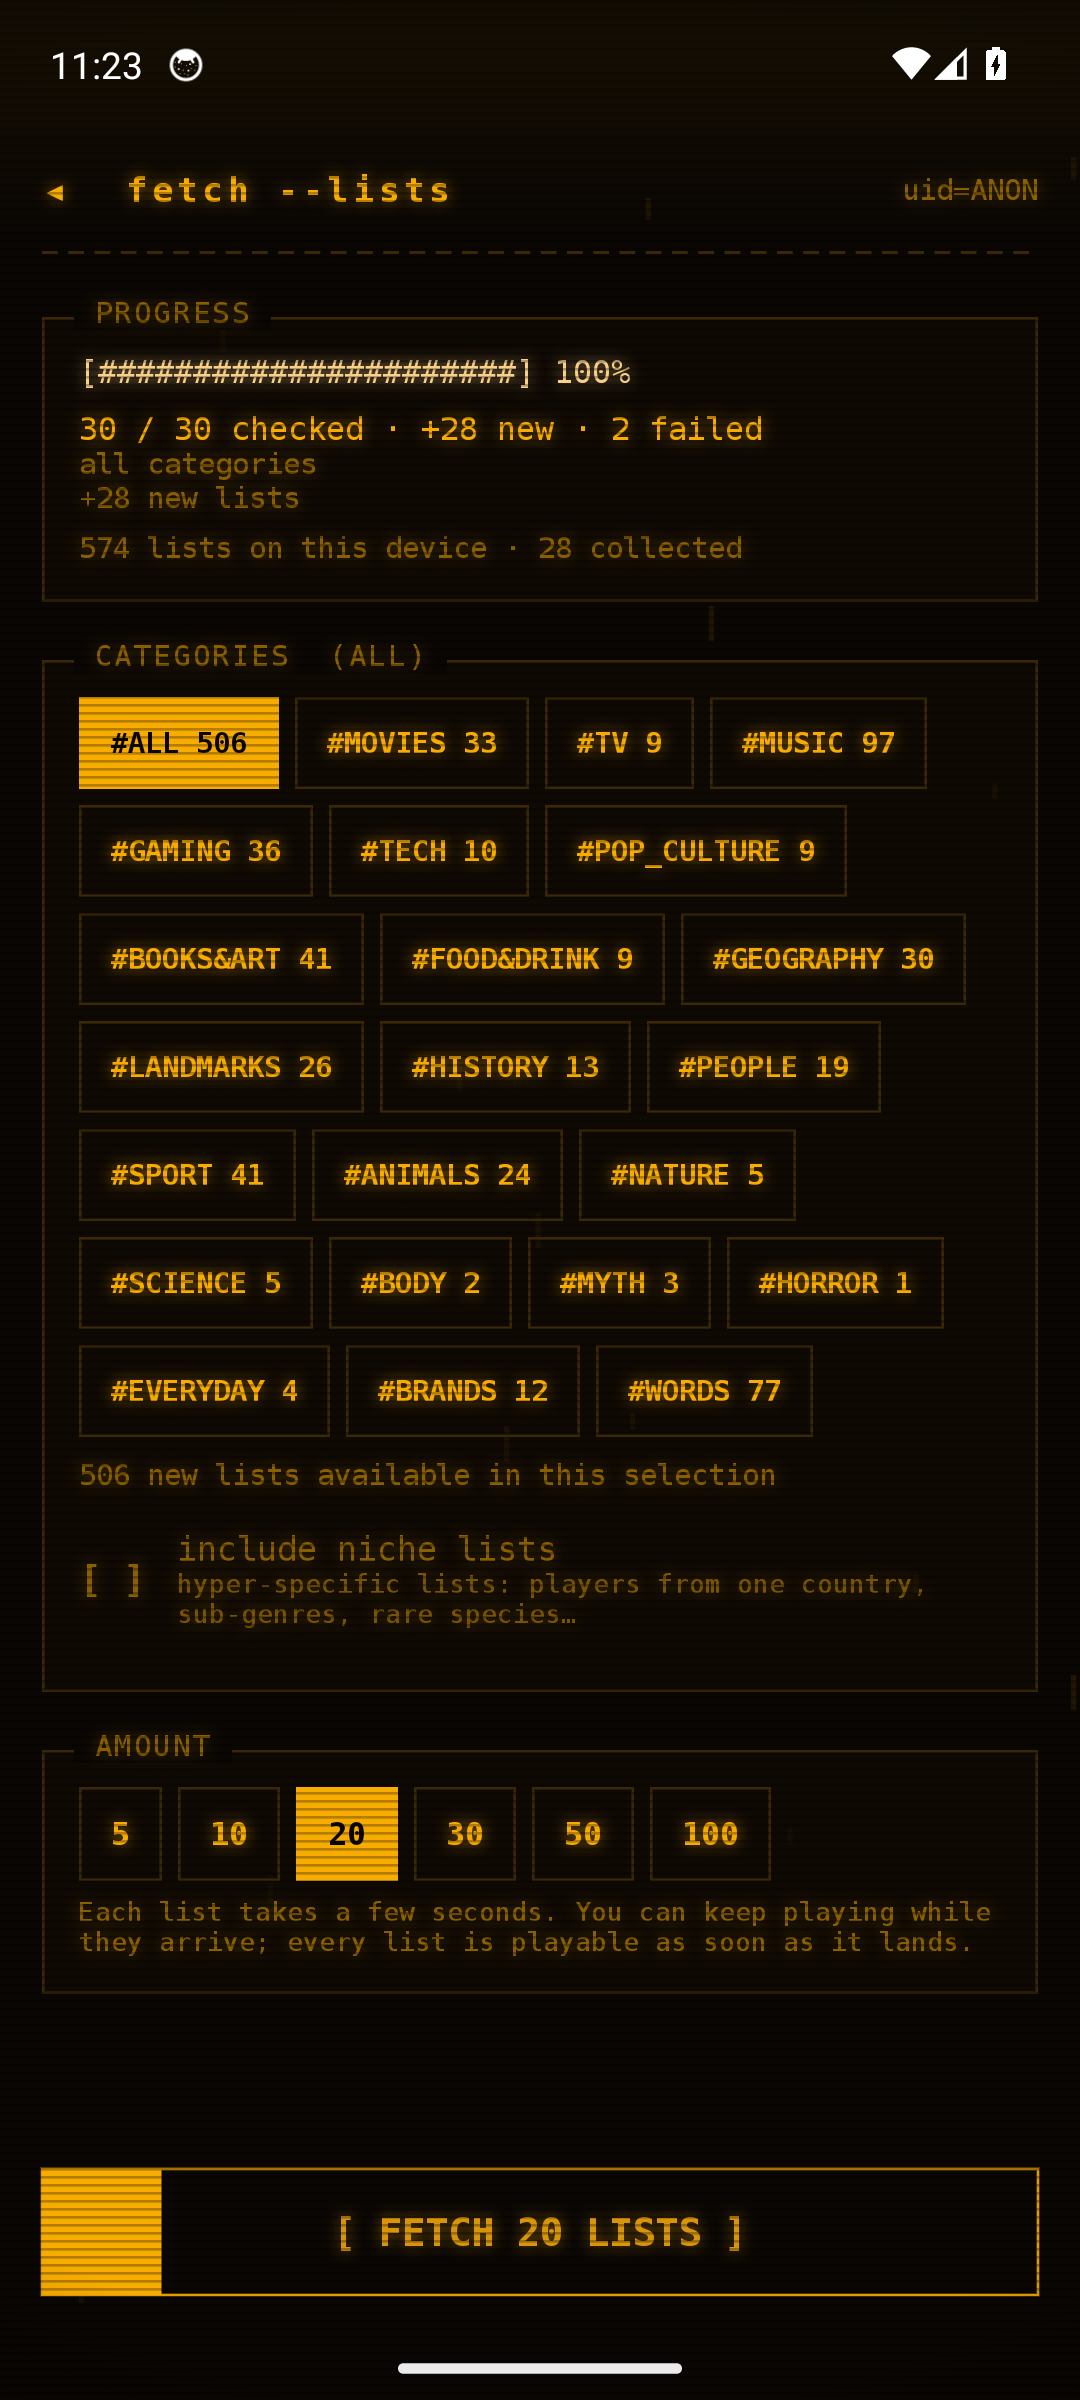 11:23
◂ fetch --lists uid=ANON
PROGRESS
[######################] 100%
30 / 30 checked · +28 new · 2 failed
all categories
+28 new lists
574 lists on this device · 28 collected
CATEGORIES (ALL)
#ALL 506 #MOVIES 33 #TV 9 #MUSIC 97
#GAMING 36 #TECH 10 #POP_CULTURE 9
#BOOKS&ART 41 #FOOD&DRINK 9 #GEOGRAPHY 30
#LANDMARKS 26 #HISTORY 13 #PEOPLE 19
#SPORT 41 #ANIMALS 24 #NATURE 5
#SCIENCE 5 #BODY 2 #MYTH 3 #HORROR 1
#EVERYDAY 4 #BRANDS 12 #WORDS 77
506 new lists available in this selection
[ ] include niche lists
hyper-specific lists: players from one country,
sub-genres, rare species…
AMOUNT
5 10 20 30 50 100
Each list takes a few seconds. You can keep playing while
they arrive; every list is playable as soon as it lands.
[ FETCH 20 LISTS ]